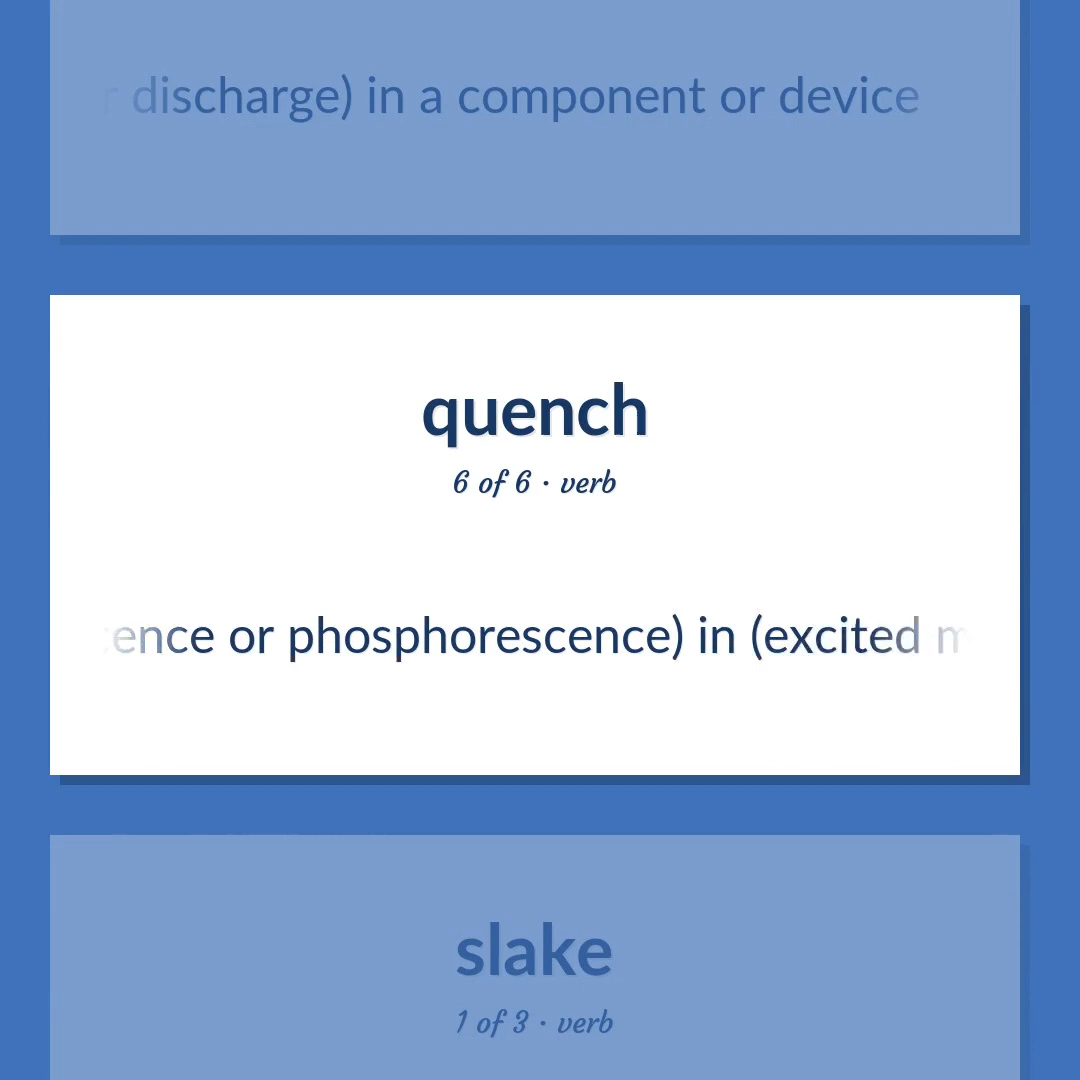 discharge) in a component or device
quench
6 of 6 · verb
or phosphorescence) in (excited
slake
1 of 3 · verb